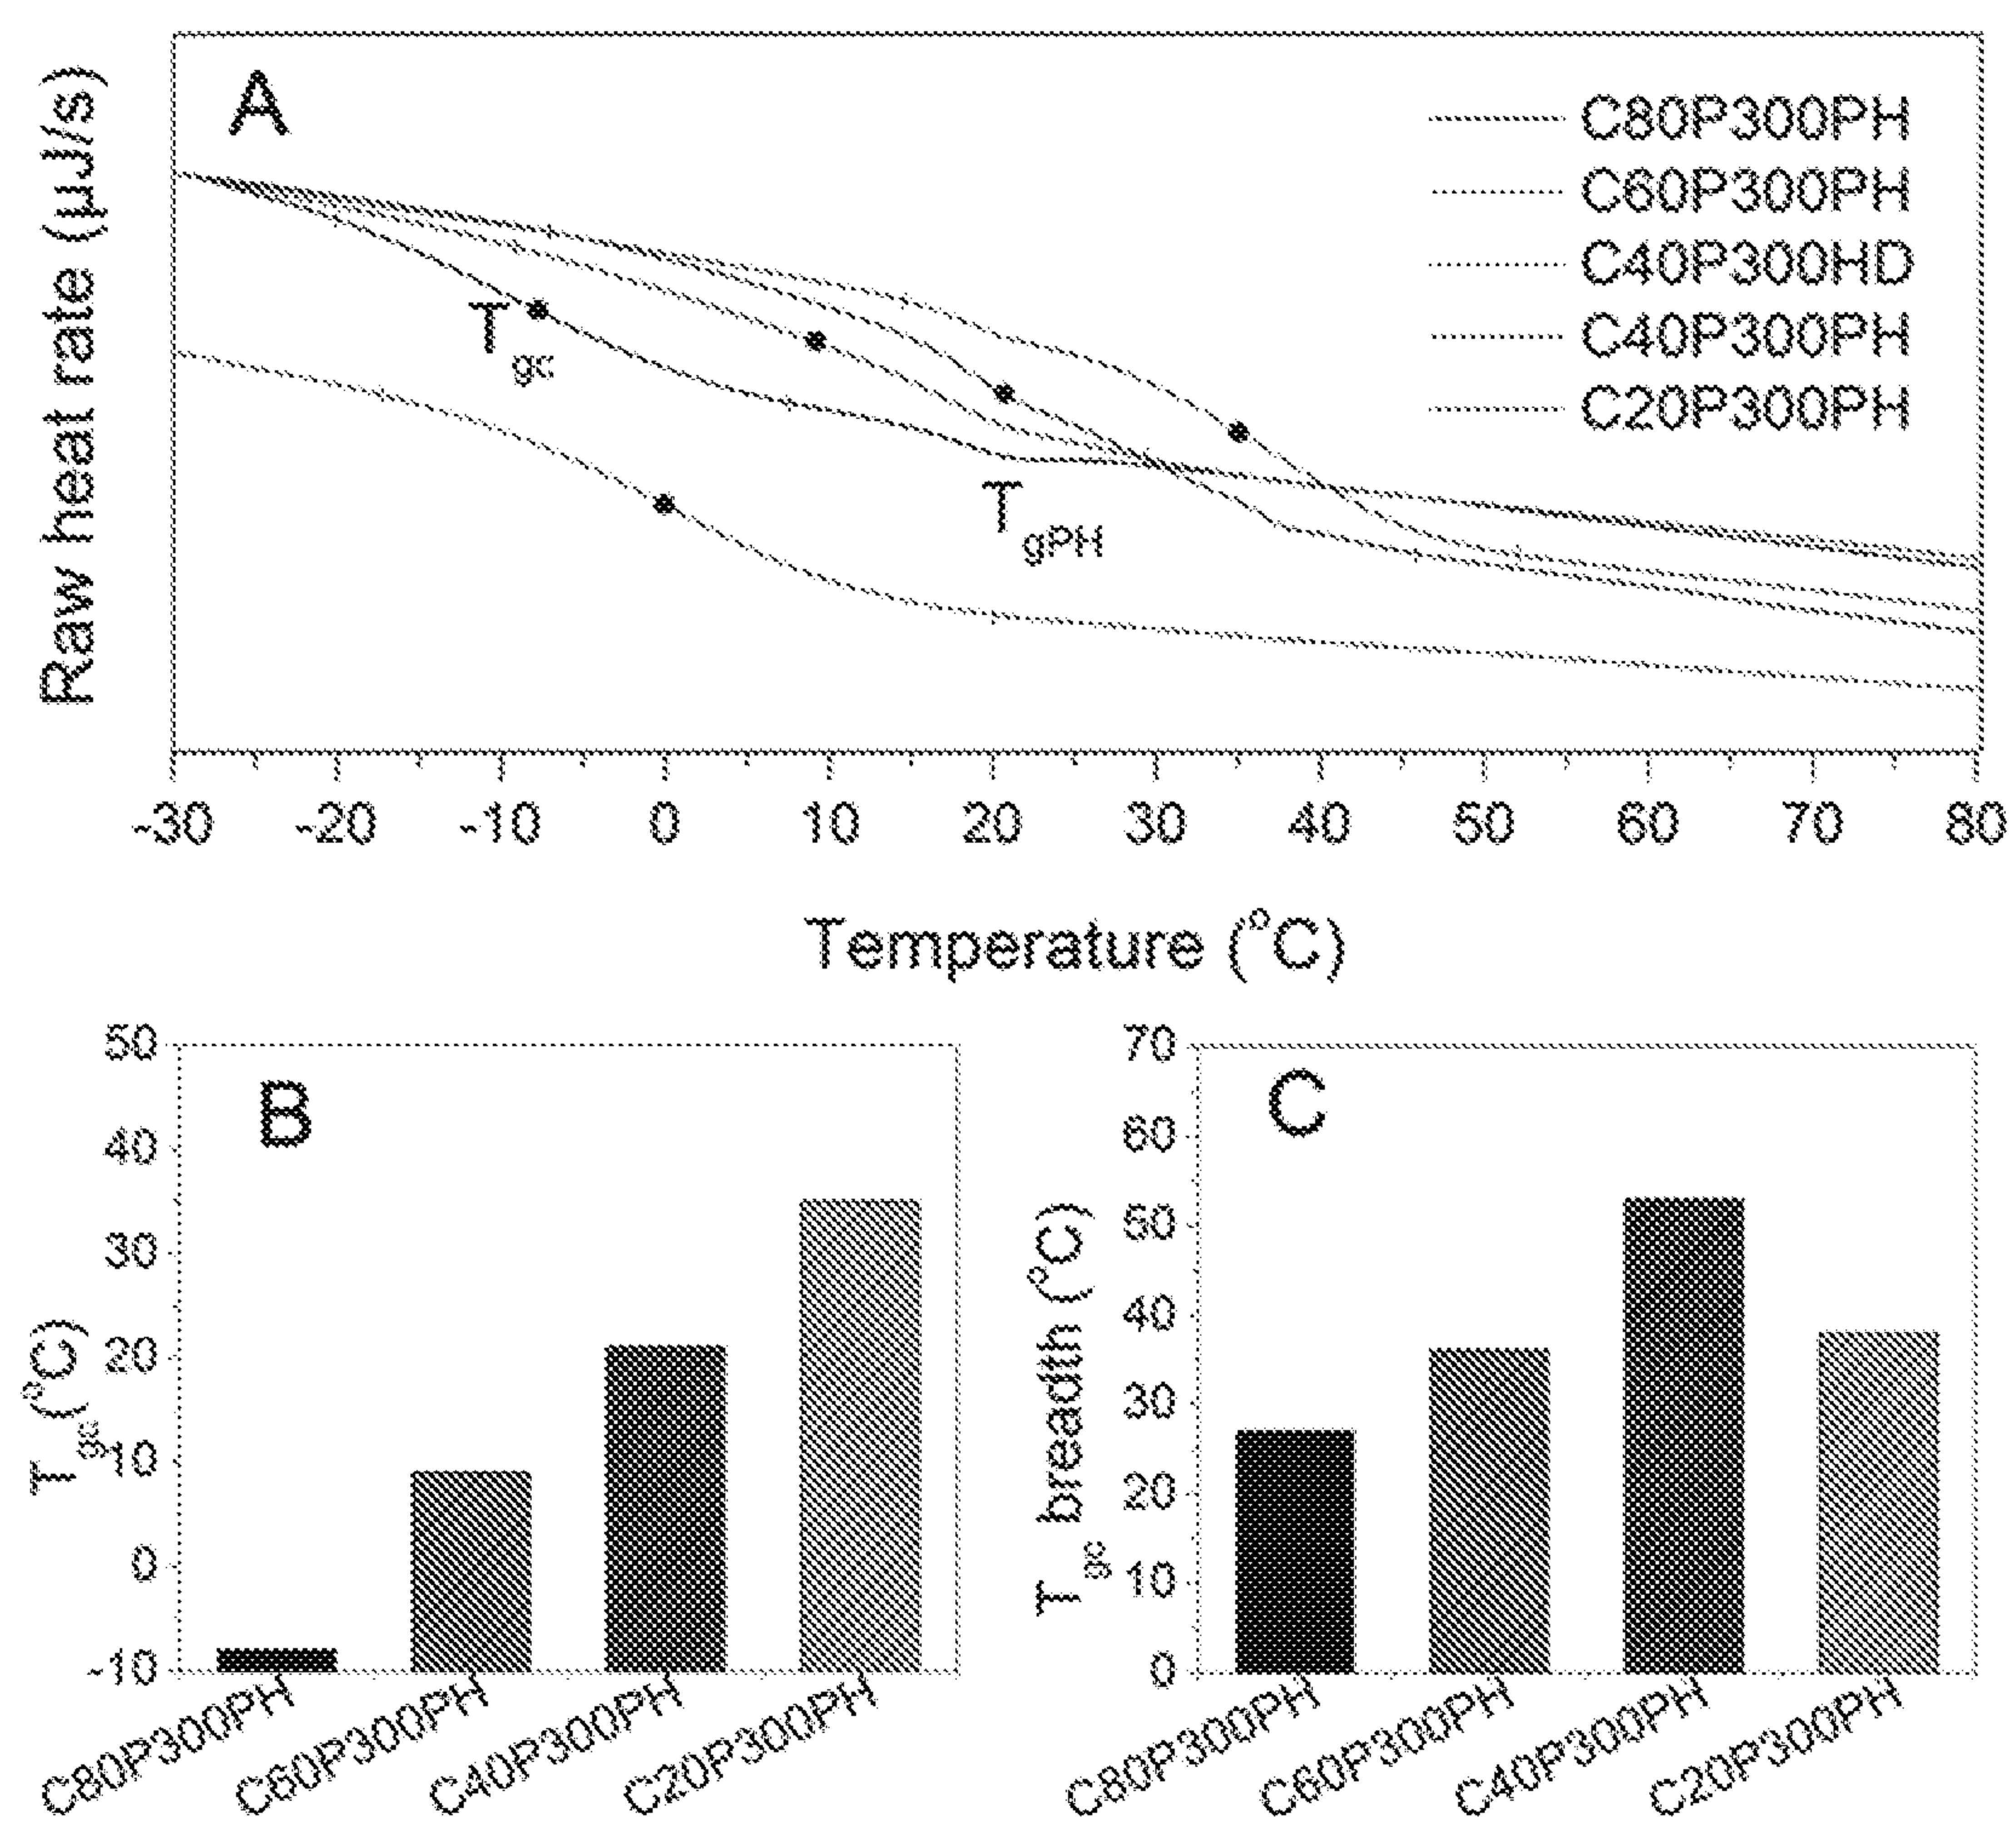 A
Raw heat rate (µJ/s)
C80P300PH
C60P300PH
C40P300HD
C40P300PH
C20P300PH
Tgc
TgPH
-30 -20 -10 0 10 20 30 40 50 60 70 80
Temperature (°C)
B
Tgc(°C)
50
40
30
20
10
0
-10
C80P300PH
C60P300PH
C40P300PH
C20P300PH
C
Tgc breadth (°C)
70
60
50
40
30
20
10
0
C80P300PH
C60P300PH
C40P300PH
C20P300PH